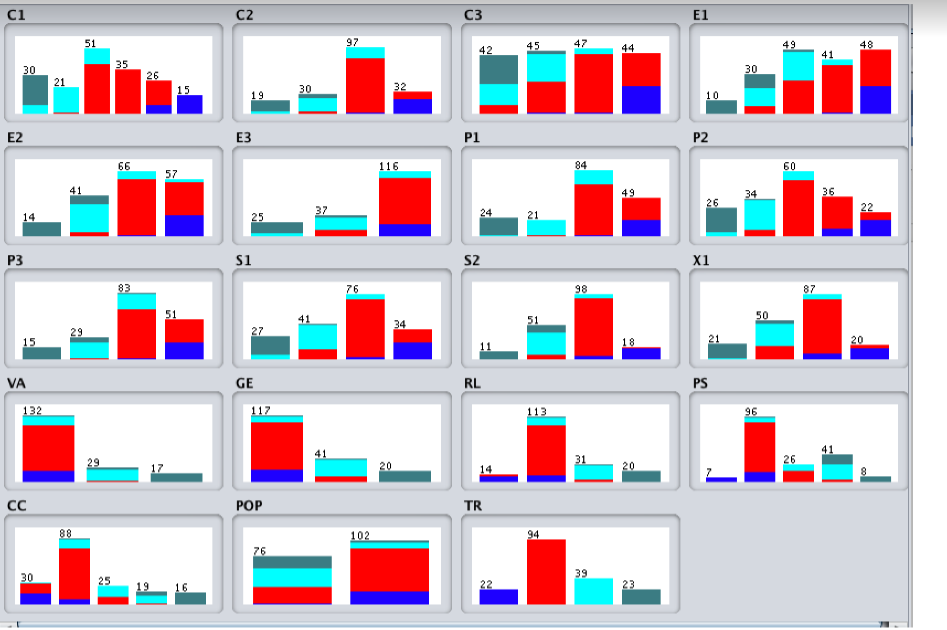 C1 C2 C3 E1
30 21 51 35 26 15
19 30 97 32
42 45 47 44
10 30 49 41 48
E2 E3 P1 P2
14 41 66 57
25 37 116
24 21 84 49
26 34 60 36 22
P3 S1 S2 X1
15 29 83 51
27 41 76 34
11 51 98 18
21 50 87 20
VA GE RL PS
132 29 17
117 41 20
14 113 31 20
7 96 26 41 8
CC POP TR
30 88 25 19 16
76 102
22 94 39 23